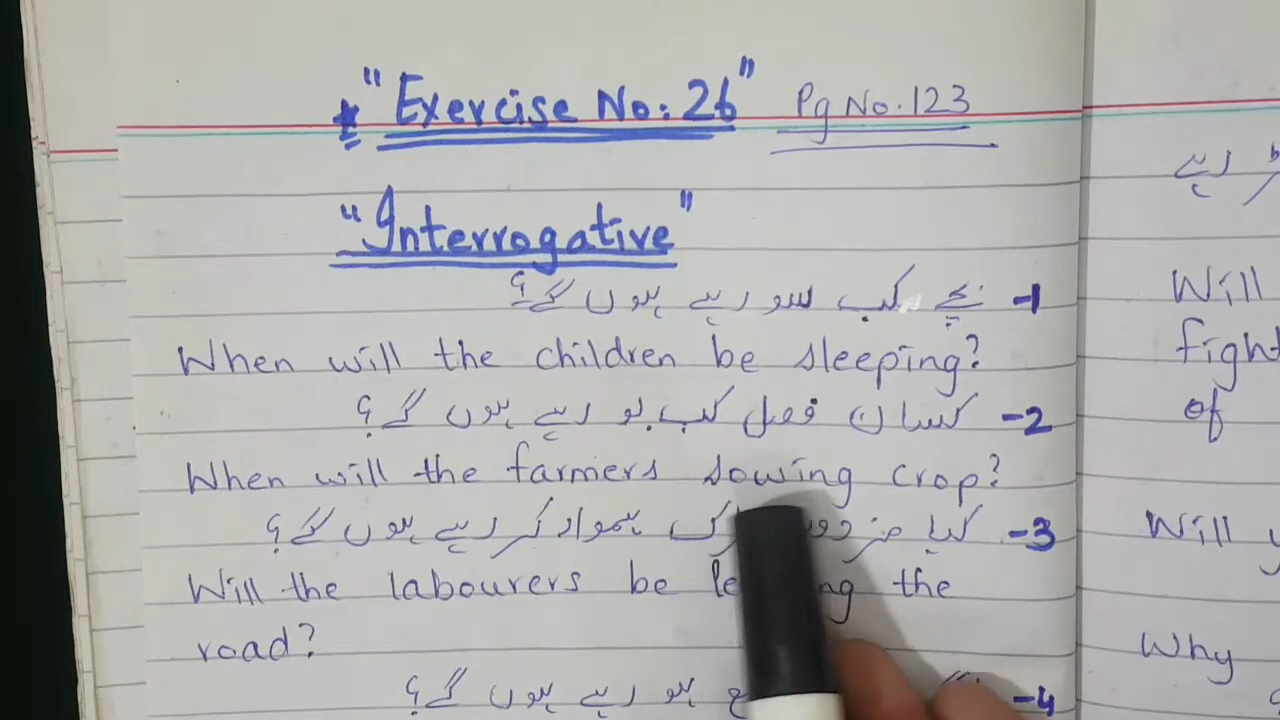 "Exercise No: 26" Pg No. 123
"Interrogative"
1- بچے کب سو رہے ہوں گے؟
When will the children be sleeping?
2- کسان فصل کب بو رہے ہوں گے؟
When will the farmers sowing crop?
3- کیا مزدور سڑک ہموار کر رہے ہوں گے؟
Will the labourers be the
road?
4- ہو رہے ہوں گے؟
ڑ رہے
Will
fight
of
Will y
Why